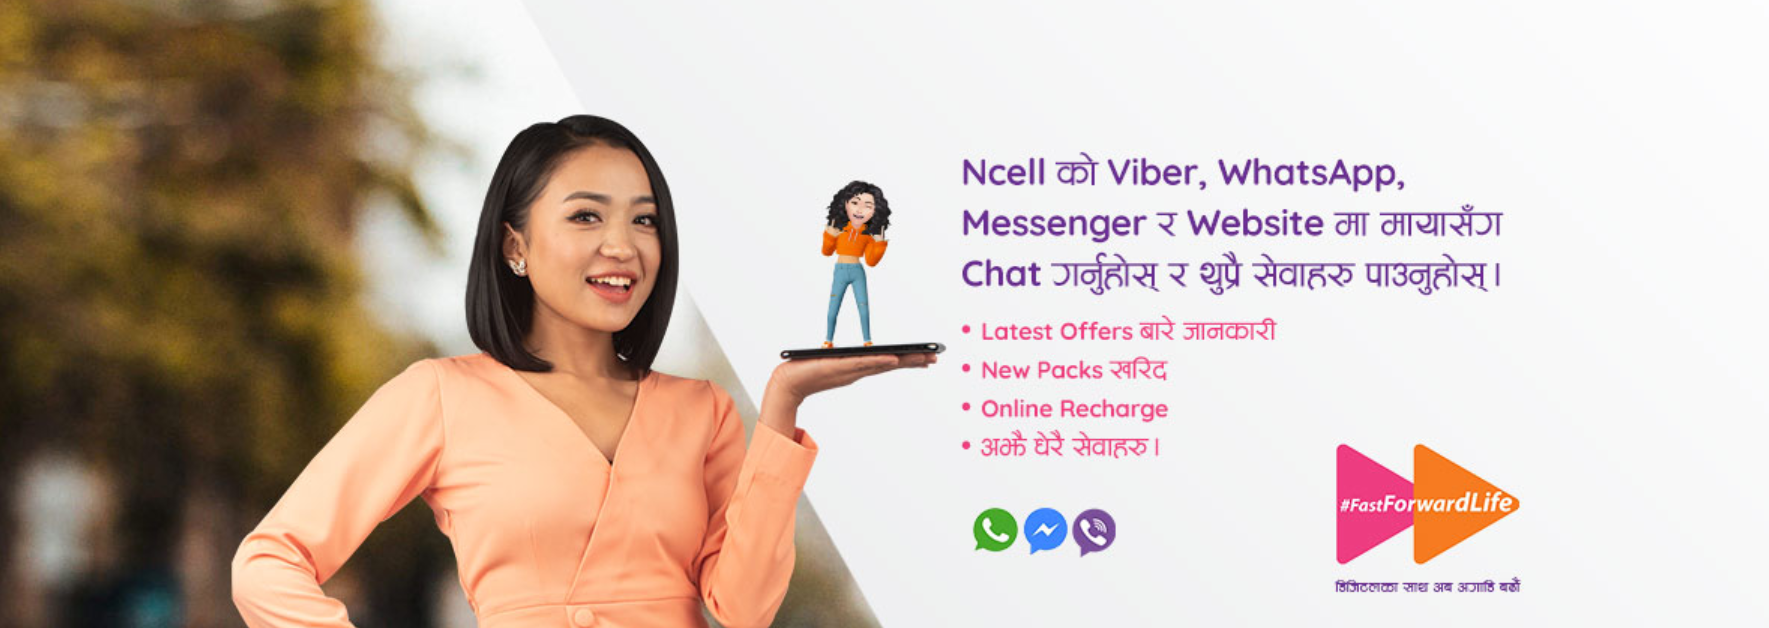 Ncell को Viber, WhatsApp,
Messenger र Website मा मायासँग
Chat गर्नुहोस् र थुप्रै सेवाहरु पाउनुहोस्।
• Latest Offers बारे जानकारी
• New Packs खरिद
• Online Recharge
• अझै धेरै सेवाहरु।
#FastForwardLife
डिजिटलका साथ अब अगाडि बढौं